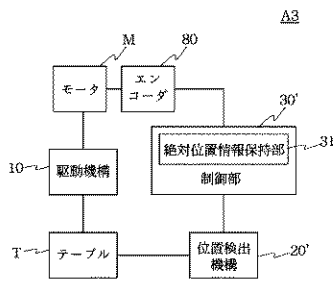 A3
M
80
モータ
エン
コーダ
30'
絶対位置情報保持部
31
制御部
10
駆動機構
T
テーブル
位置検出
機構
20'